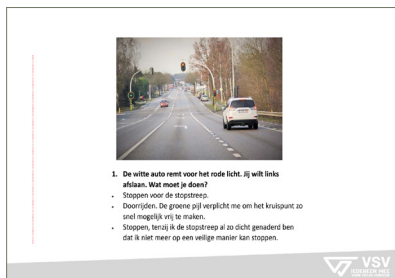 1. De witte auto remt voor het rode licht. Jij wilt links
afslaan. Wat moet je doen?
• Stoppen voor de stopstreep.
• Doorrijden. De groene pijl verplicht me om het kruispunt zo
snel mogelijk vrij te maken.
• Stoppen, tenzij ik de stopstreep al zo dicht genaderd ben
dat ik niet meer op een veilige manier kan stoppen.
VSV
IEDEREEN MEE